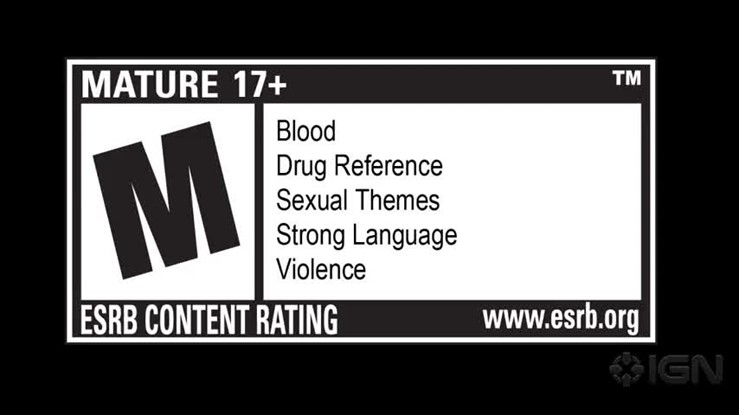 MATURE 17+
TM
M
Blood
Drug Reference
Sexual Themes
Strong Language
Violence
ESRB CONTENT RATING
www.esrb.org
IGN